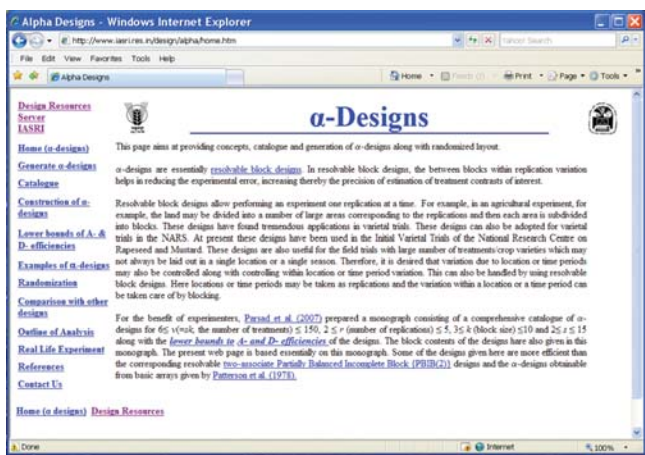 Alpha Designs - Windows Internet Explorer
http://www.iasri.res.in/design/alpha/home.htm
Yahoo! Search
File Edit View Favorites Tools Help
Alpha Designs
Home
Feeds
Print
Page
Tools
Design Resources
Server
IASRI
Home (α-designs)
Generate α-designs
Catalogue
Construction of α-
designs
Lower bounds of A- &
D- efficiencies
Examples of α-designs
Randomization
Comparison with other
designs
Outline of Analysis
Real Life Experiment
References
Contact Us
α-Designs
This page aims at providing concepts, catalogue and generation of α-designs along with randomized layout.
α-designs are essentially resolvable block designs. In resolvable block designs, the between blocks within replication variation
helps in reducing the experimental error, increasing thereby the precision of estimation of treatment contrasts of interest.
Resolvable block designs allow performing an experiment one replication at a time. For example, in an agricultural experiment, for
example, the land may be divided into a number of large areas corresponding to the replications and then each area is subdivided
into blocks. These designs have found tremendous applications in varietal trials. These designs can also be adopted for varietal
trials in the NARS. At present these designs have been used in the Initial Varietal Trials of the National Research Centre on
Rapeseed and Mustard. These designs are also useful for the field trials with large number of treatments/crop varieties which may
not always be laid out in a single location or a single season. Therefore, it is desired that variation due to location or time periods
may also be controlled along with controlling within location or time period variation. This can also be handled by using resolvable
block designs. Here locations or time periods may be taken as replications and the variation within a location or a time period can
be taken care of by blocking.
For the benefit of experimenters, Parsad et al. (2007) prepared a monograph consisting of a comprehensive catalogue of α-
designs for 6≤ v(=sk, the number of treatments) ≤ 150, 2 ≤ r (number of replications) ≤ 5, 3≤ k (block size) ≤10 and 2≤ s ≤ 15
along with the lower bounds to A- and D- efficiencies of the designs. The block contents of the designs hare also given in this
monograph. The present web page is based essentially on this monograph. Some of the designs given here are more efficient than
the corresponding resolvable two-associate Partially Balanced Incomplete Block {PBIB(2)} designs and the α-designs obtainable
from basic arrays given by Patterson et al. (1978).
Home (α designs) Design Resources
Done
Internet
100%